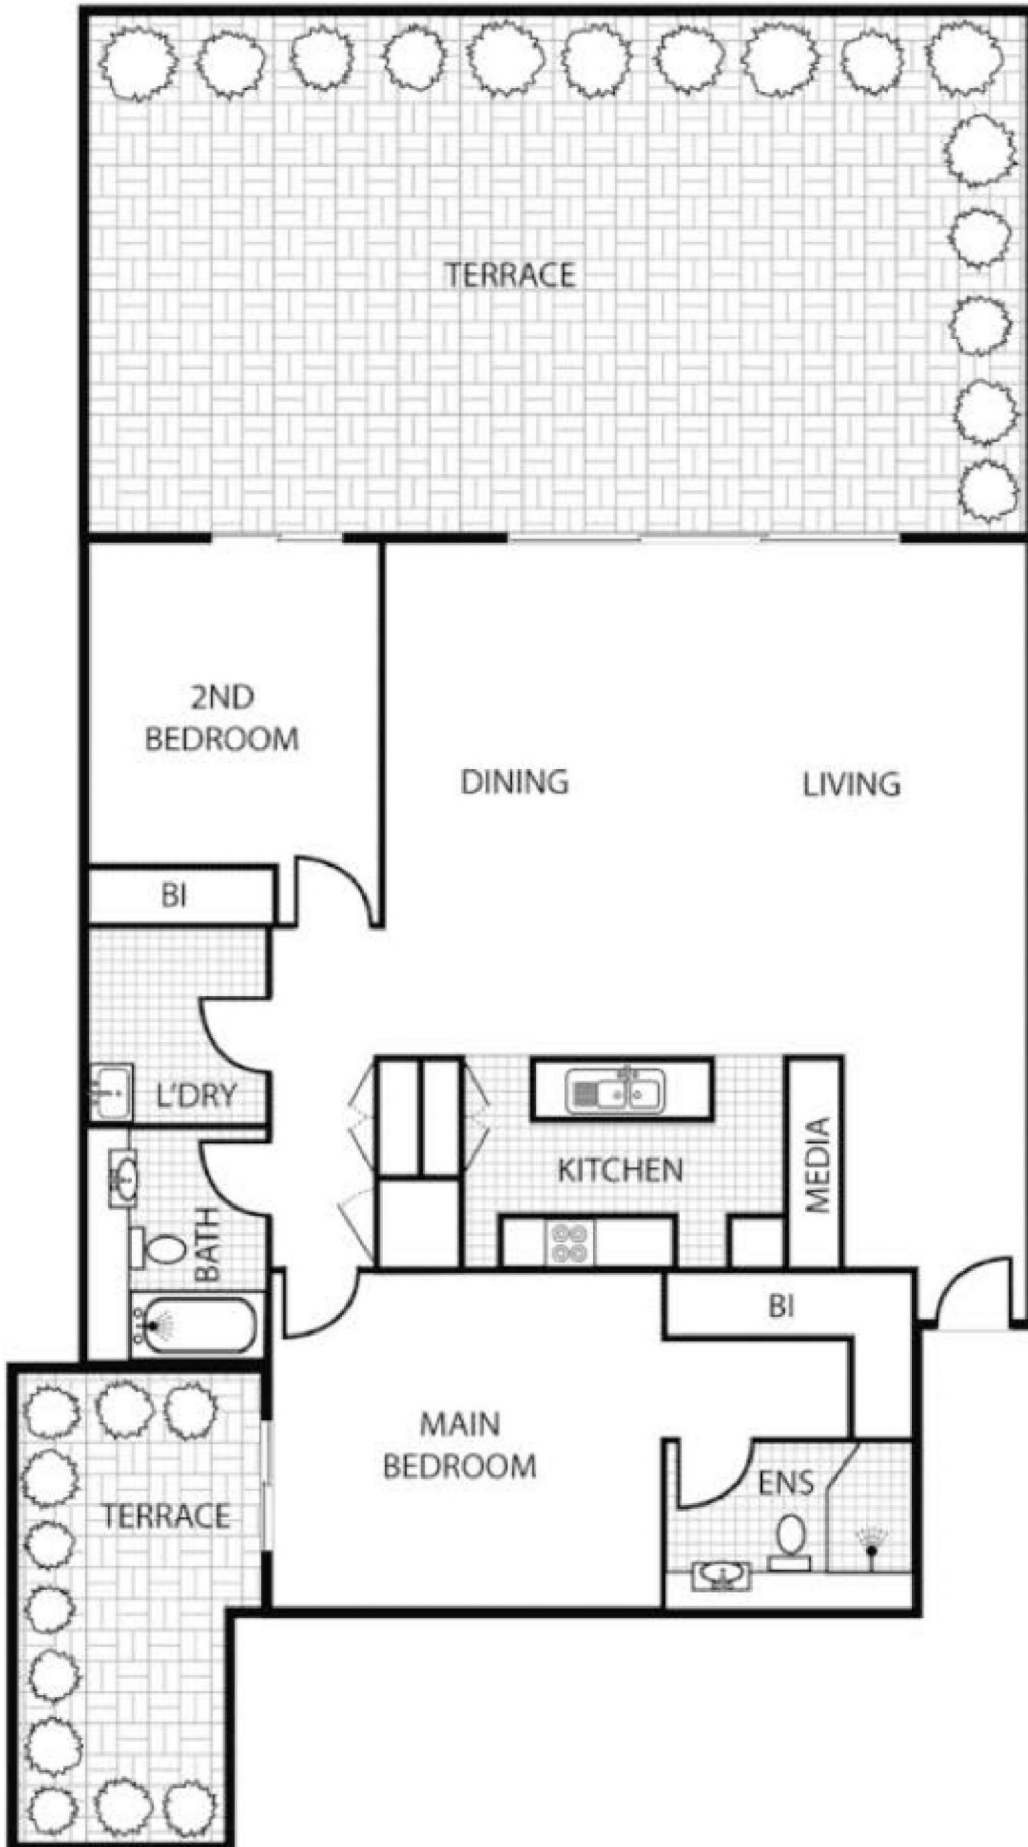 TERRACE
2ND
BEDROOM
DINING
LIVING
BI
L'DRY
KITCHEN
MEDIA
BATH
BI
MAIN
BEDROOM
ENS
TERRACE